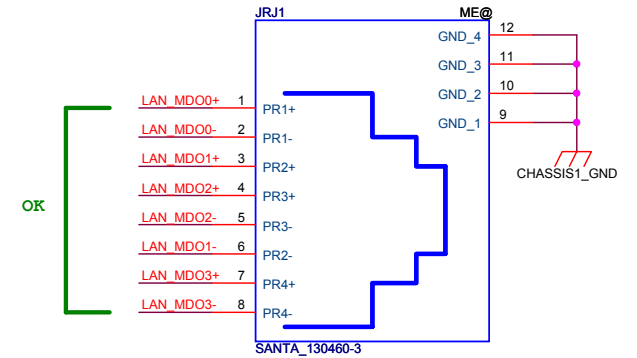 JRJ1 ME@
GND_4 12
GND_3 11
GND_2 10
GND_1 9
CHASSIS1_GND
LAN_MDO0+ 1 PR1+
LAN_MDO0- 2 PR1-
LAN_MDO1+ 3 PR2+
LAN_MDO2+ 4 PR3+
OK
LAN_MDO2- 5 PR3-
LAN_MDO1- 6 PR2-
LAN_MDO3+ 7 PR4+
LAN_MDO3- 8 PR4-
SANTA_130460-3